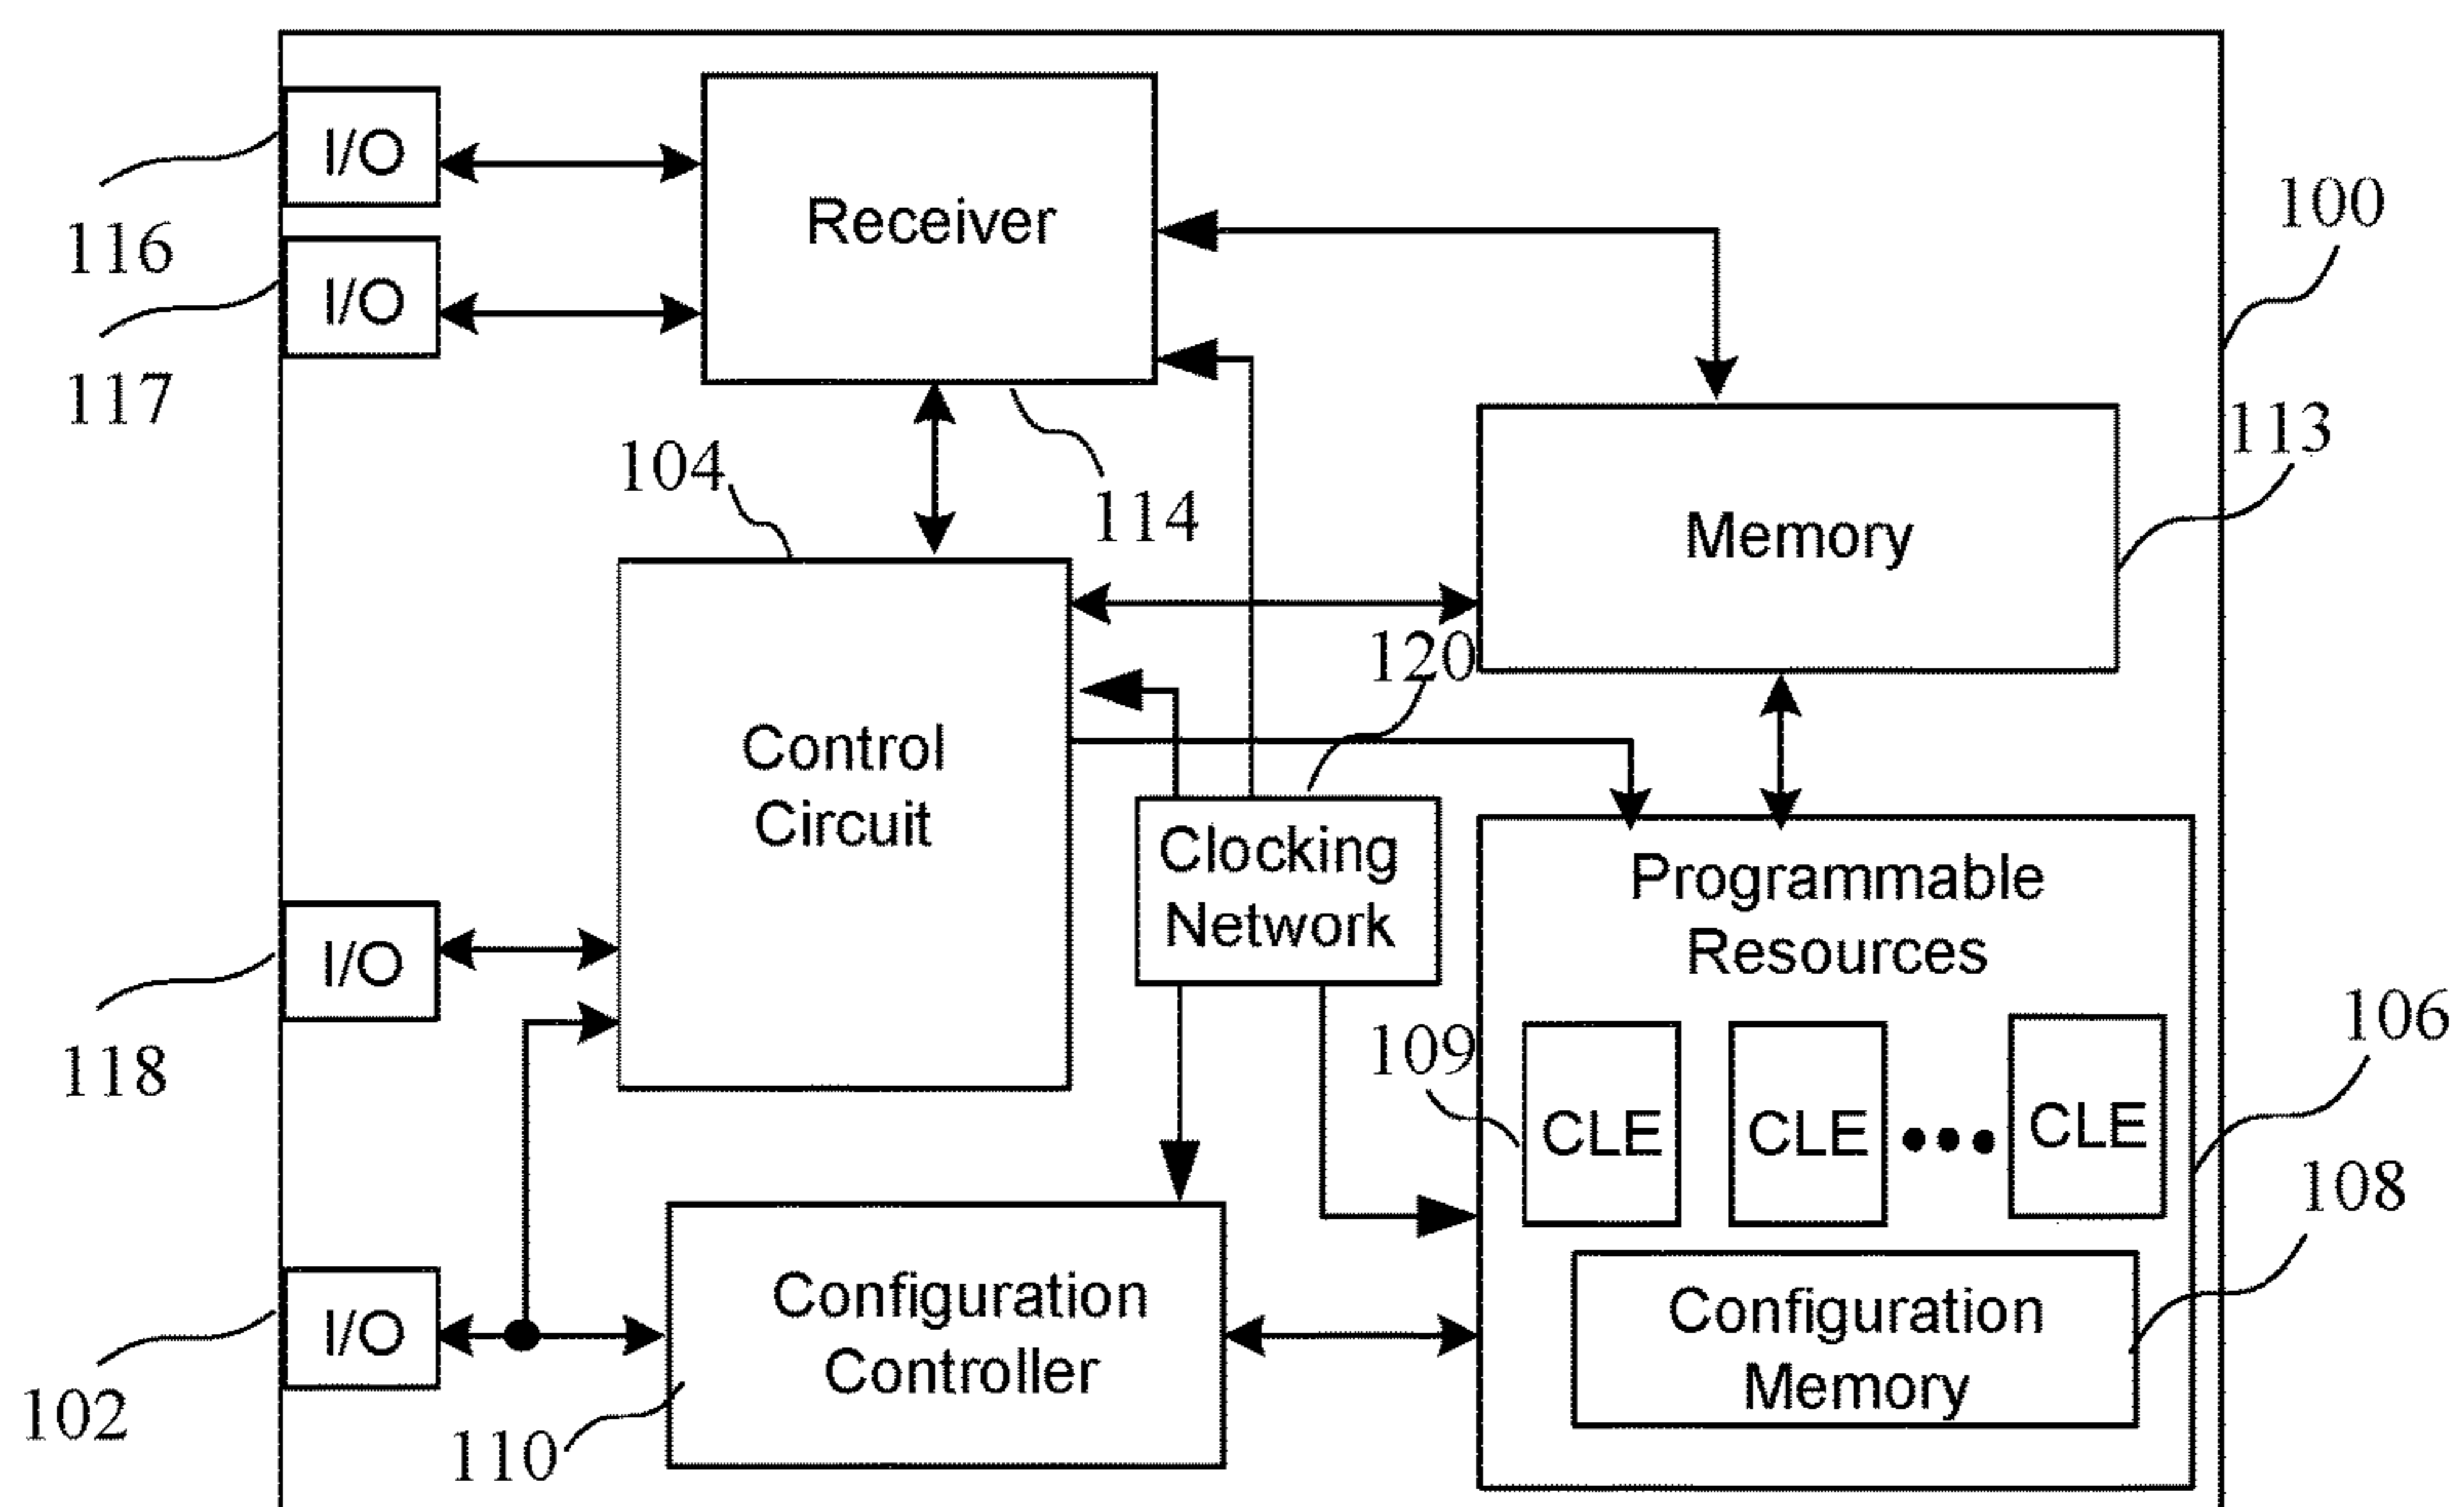 I/O
116
Receiver
100
I/O
117
113
104
114
Memory
120
Control
Circuit
Clocking
Network
Programmable
Resources
I/O
118
106
109
CLE
CLE
CLE
108
Configuration
Controller
Configuration
Memory
I/O
102
110